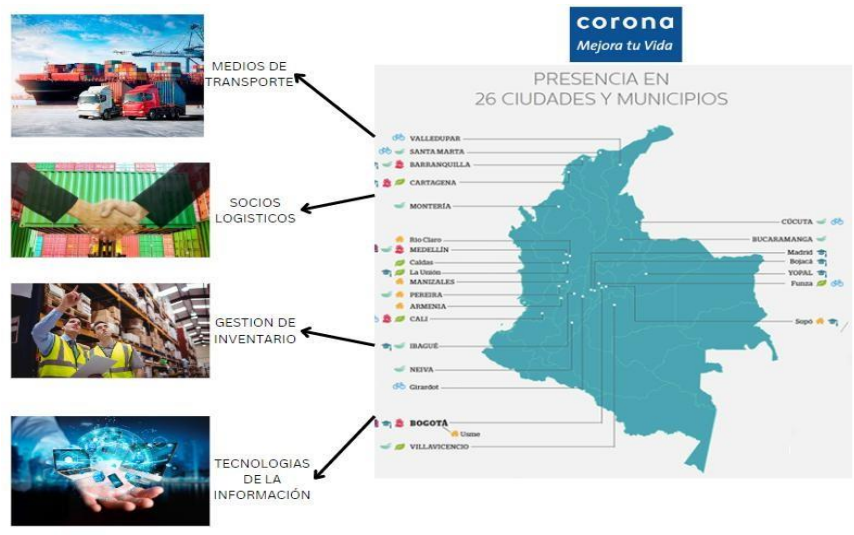 corona
Mejora tu Vida
PRESENCIA EN
26 CIUDADES Y MUNICIPIOS
MEDIOS DE
TRANSPORTE
SOCIOS
LOGISTICOS
GESTION DE
INVENTARIO
TECNOLOGIAS
DE LA
INFORMACIÓN
VALLEDUPAR
SANTA MARTA
BARRANQUILLA
CARTAGENA
MONTERÍA
Rio Claro
MEDELLÍN
Caldas
La Unión
MANIZALES
PEREIRA
ARMENIA
CALI
IBAGUÉ
NEIVA
Girardot
BOGOTÁ
Usme
VILLAVICENCIO
CÚCUTA
BUCARAMANGA
Madrid
Bojacá
YOPAL
Funza
Sopó